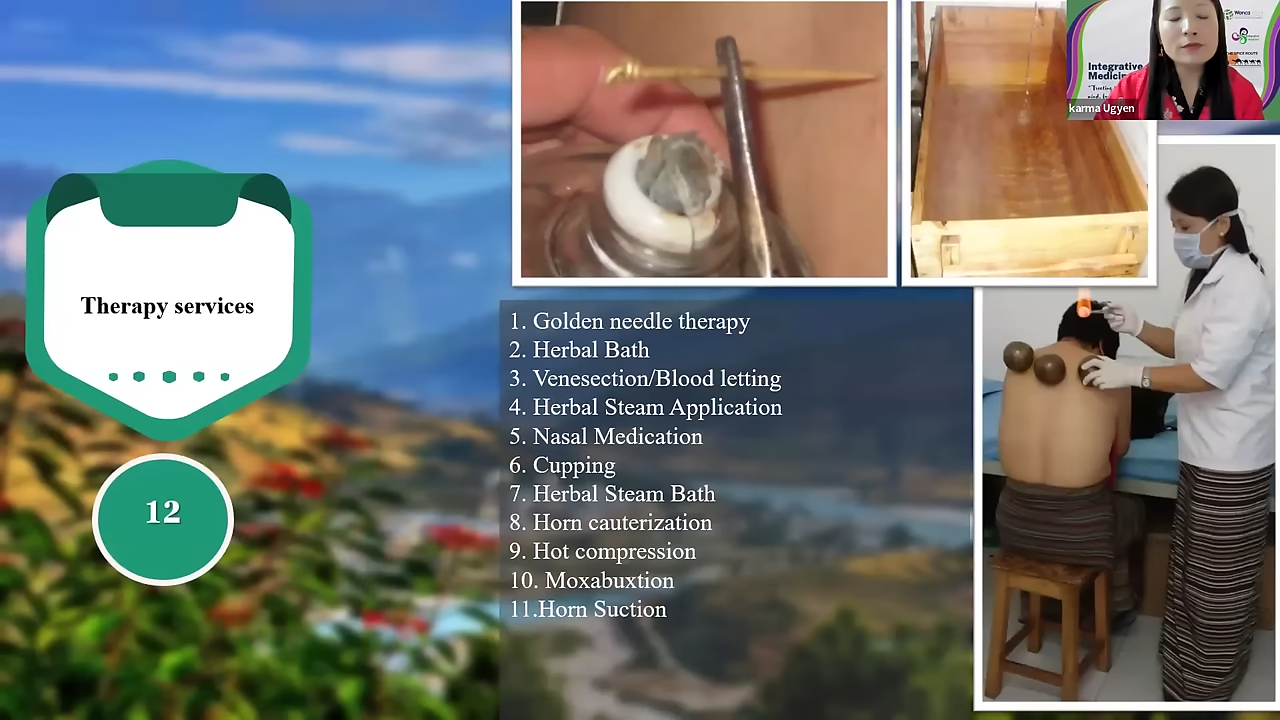 Therapy services
12
1. Golden needle therapy
2. Herbal Bath
3. Venesection/Blood letting
4. Herbal Steam Application
5. Nasal Medication
6. Cupping
7. Herbal Steam Bath
8. Horn cauterization
9. Hot compression
10. Moxabuxtion
11.Horn Suction
Integrative
karma Ugyen
Wonca